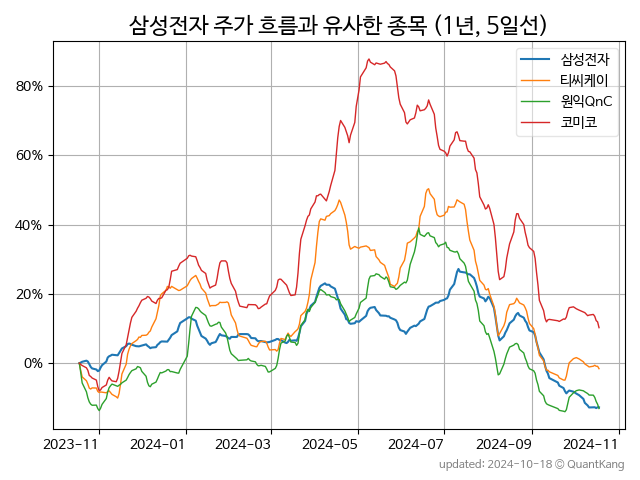 삼성전자 주가 흐름과 유사한 종목 (1년, 5일선)
삼성전자
티씨케이
원익QnC
코미코
80%
60%
40%
20%
0%
2023-11 2024-01 2024-03 2024-05 2024-07 2024-09 2024-11
updated: 2024-10-18 © QuantKang